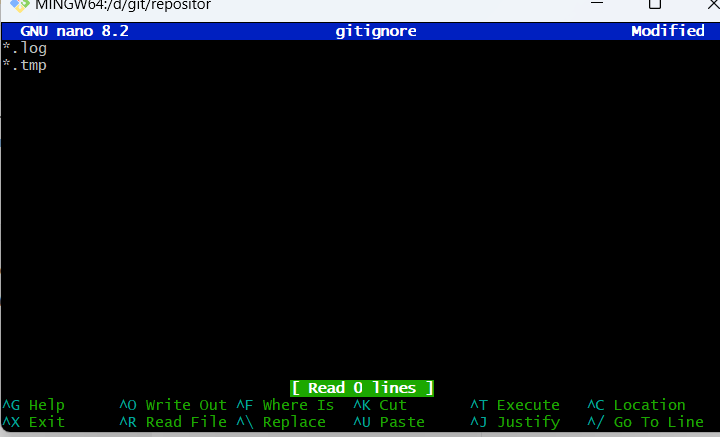 MINGW64:/d/git/repositor
GNU nano 8.2 gitignore Modified
*.log
*.tmp
[ Read 0 lines ]
^G Help ^O Write Out ^F Where Is ^K Cut ^T Execute ^C Location
^X Exit ^R Read File ^\ Replace ^U Paste ^J Justify ^/ Go To Line